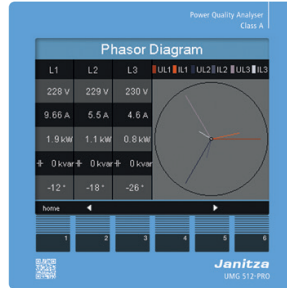 Power Quality Analyser
Class A
Phasor Diagram
L1 L2 L3 UL1 IL1 UL2 IL2 UL3 IL3
228 V 229 V 230 V
9.66 A 5.5 A 4.6 A
1.9 kW 1.1 kW 0.8 kW
0 kvar 0 kvar 0 kvar
-12 ° -18 ° -26 °
home
1 2 3 4 5 6
Janitza
UMG 512-PRO